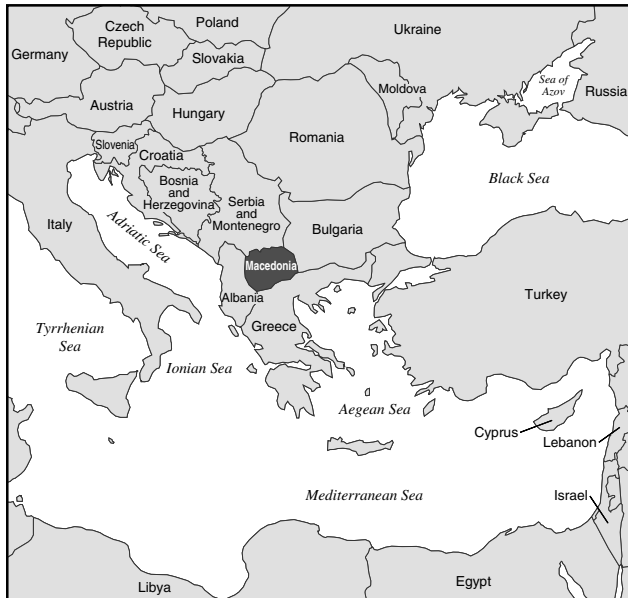 Poland
Czech
Republic
Ukraine
Germany
Slovakia
Sea of
Azov
Russia
Moldova
Austria
Hungary
Romania
Slovenia
Croatia
Bosnia
and
Herzegovina
Serbia
and
Montenegro
Black Sea
Italy
Adriatic Sea
Bulgaria
Macedonia
Albania
Turkey
Greece
Tyrrhenian
Sea
Ionian Sea
Aegean Sea
Cyprus
Lebanon
Mediterranean Sea
Israel
Libya
Egypt